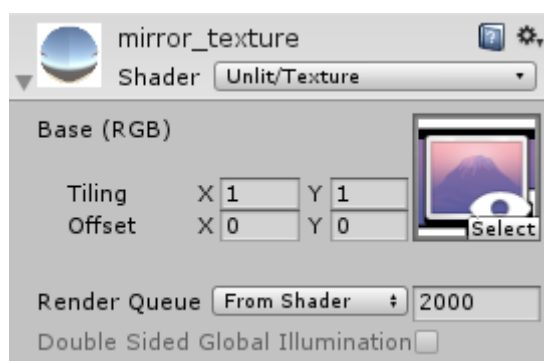 mirror_texture
Shader Unlit/Texture
Base (RGB)
Tiling X 1 Y 1
Offset X 0 Y 0
Select
Render Queue From Shader 2000
Double Sided Global Illumination